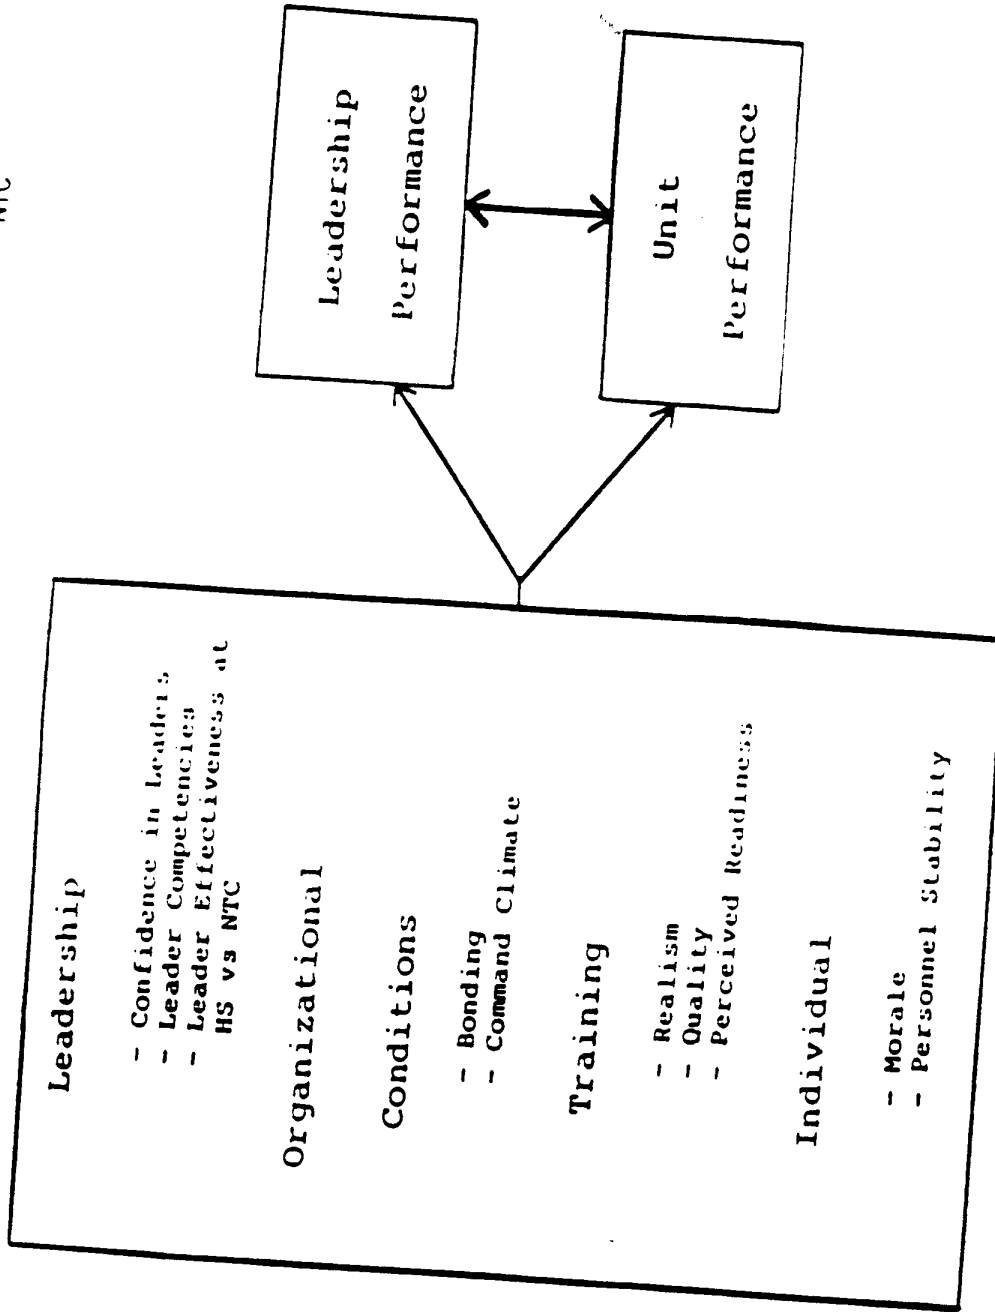 NTC
Leadership
- Confidence in Leaders
- Leader Competencies
- Leader Effectiveness at
HS vs NTC
Organizational
Conditions
- Bonding
- Command Climate
Training
- Realism
- Quality
- Perceived Readiness
Individual
- Morale
- Personnel Stability
Leadership
Performance
Unit
Performance